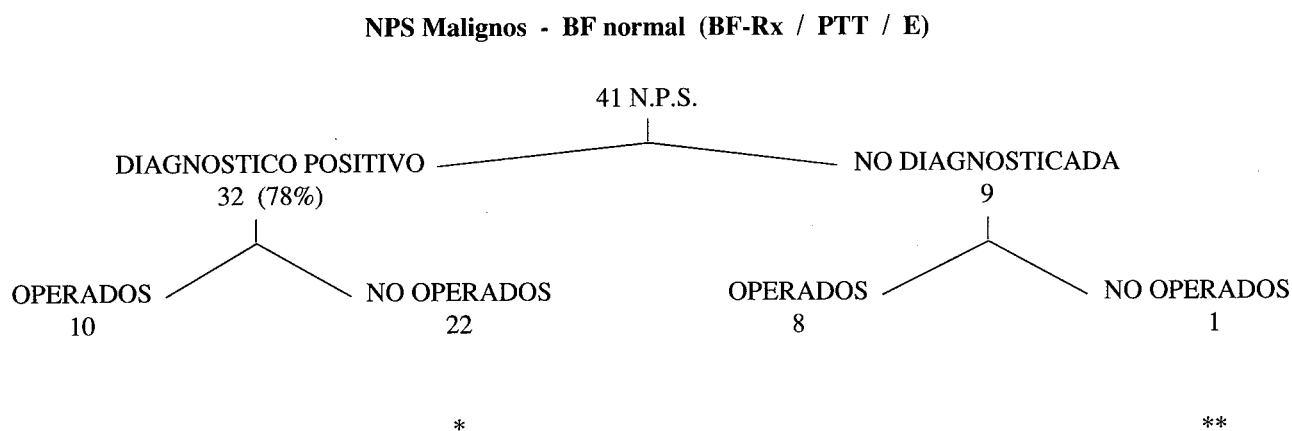 NPS Malignos - BF normal (BF-Rx / PTT / E)
41 N.P.S.
DIAGNOSTICO POSITIVO
32 (78%)
NO DIAGNOSTICADA
9
OPERADOS
10
NO OPERADOS
22
OPERADOS
8
NO OPERADOS
1
*
**